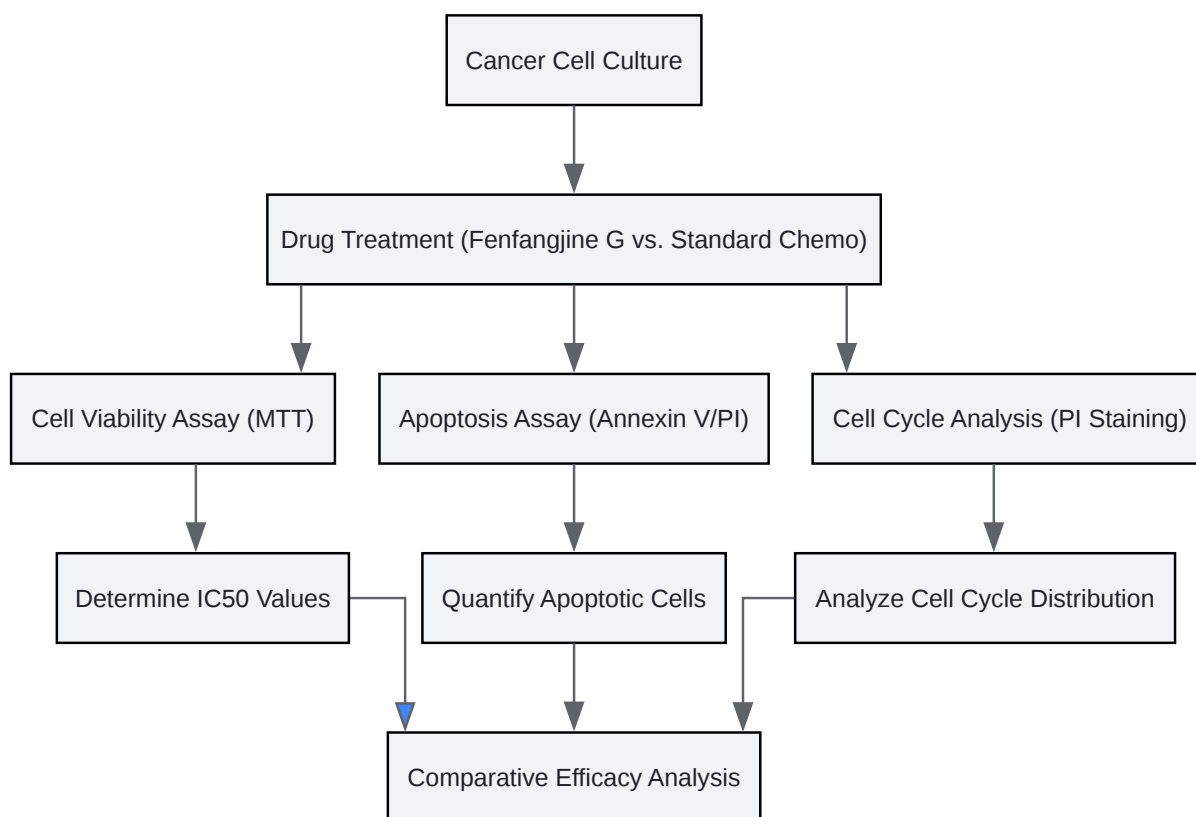 Cancer Cell Culture
Drug Treatment (Fenfangjine G vs. Standard Chemo)
Cell Viability Assay (MTT)
Apoptosis Assay (Annexin V/PI)
Cell Cycle Analysis (PI Staining)
Determine IC50 Values
Quantify Apoptotic Cells
Analyze Cell Cycle Distribution
Comparative Efficacy Analysis